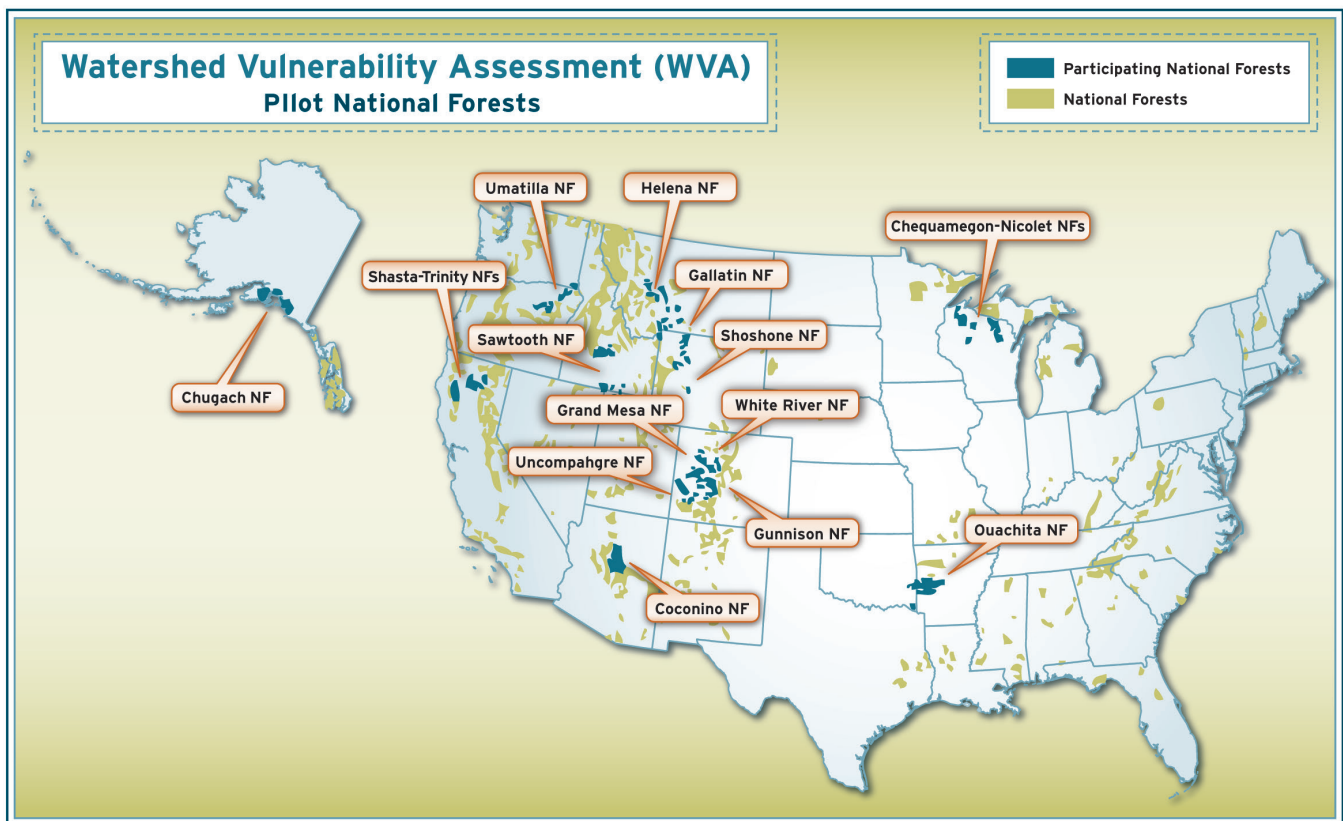 Watershed Vulnerability Assessment (WVA)
PIlot National Forests
Participating National Forests
National Forests
Umatilla NF
Helena NF
Chequamegon-Nicolet NFs
Shasta-Trinity NFs
Gallatin NF
Sawtooth NF
Shoshone NF
Chugach NF
Grand Mesa NF
White River NF
Uncompahgre NF
Gunnison NF
Ouachita NF
Coconino NF